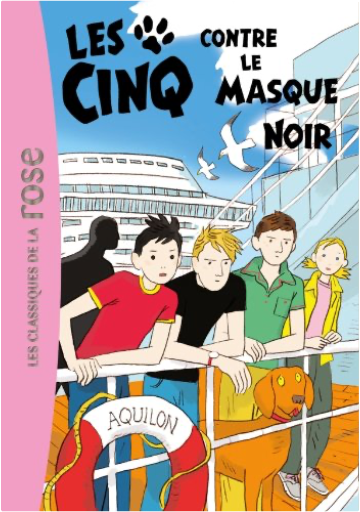 LES CINQ
CONTRE
LE
MASQUE
NOIR
LES CLASSIQUES DE LA rose
AQUILON